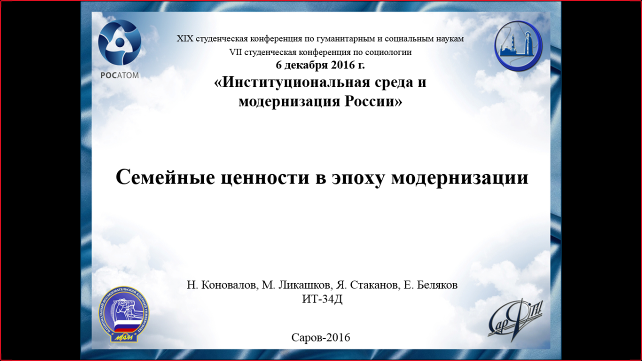 XIX студенческая конференция по гуманитарным и социальным наукам
VII студенческая конференция по социологии
6 декабря 2016 г.
«Институциональная среда и
модернизация России»
РОСАТОМ
Семейные ценности в эпоху модернизации
Н. Коновалов, М. Ликашков, Я. Стаканов, Е. Беляков
ИТ-34Д
СарФТИ
Саров-2016